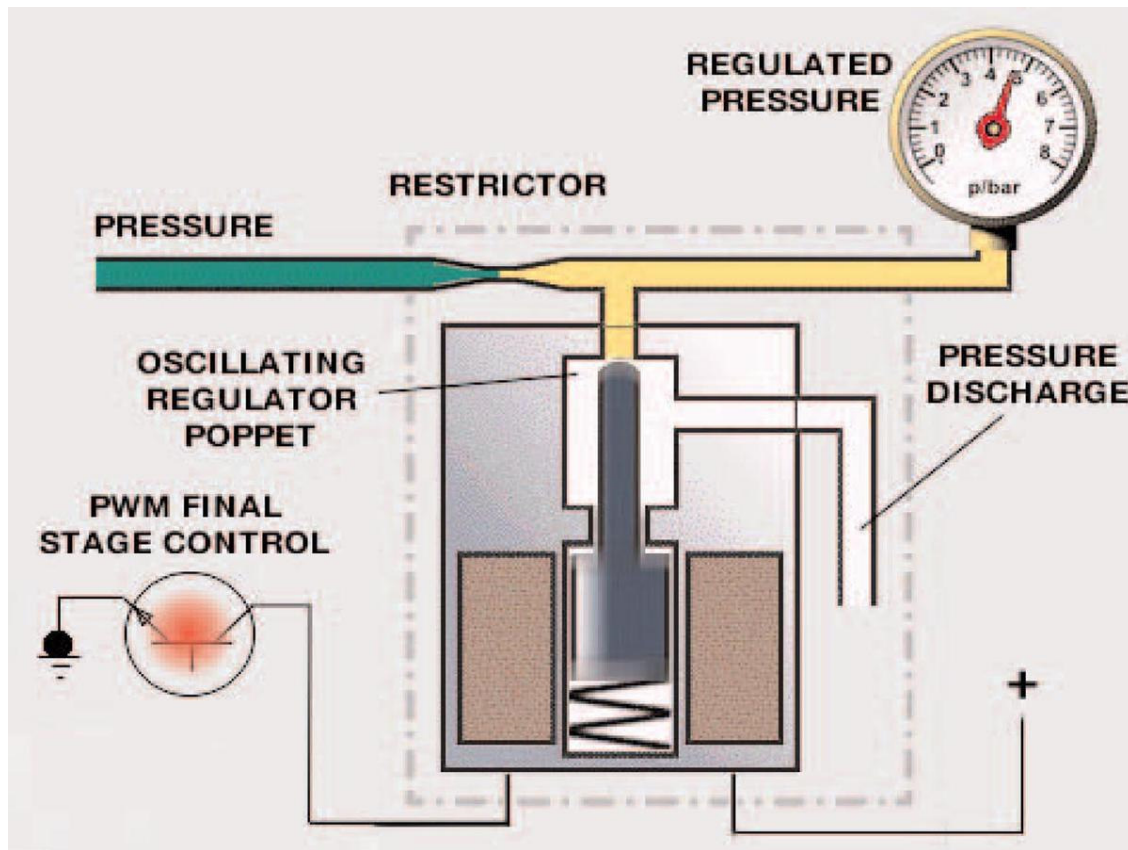 REGULATED
PRESSURE
0 1 2 3 4 5 6 7 8
p/bar
RESTRICTOR
PRESSURE
OSCILLATING
REGULATOR
POPPET
PRESSURE
DISCHARGE
PWM FINAL
STAGE CONTROL
+